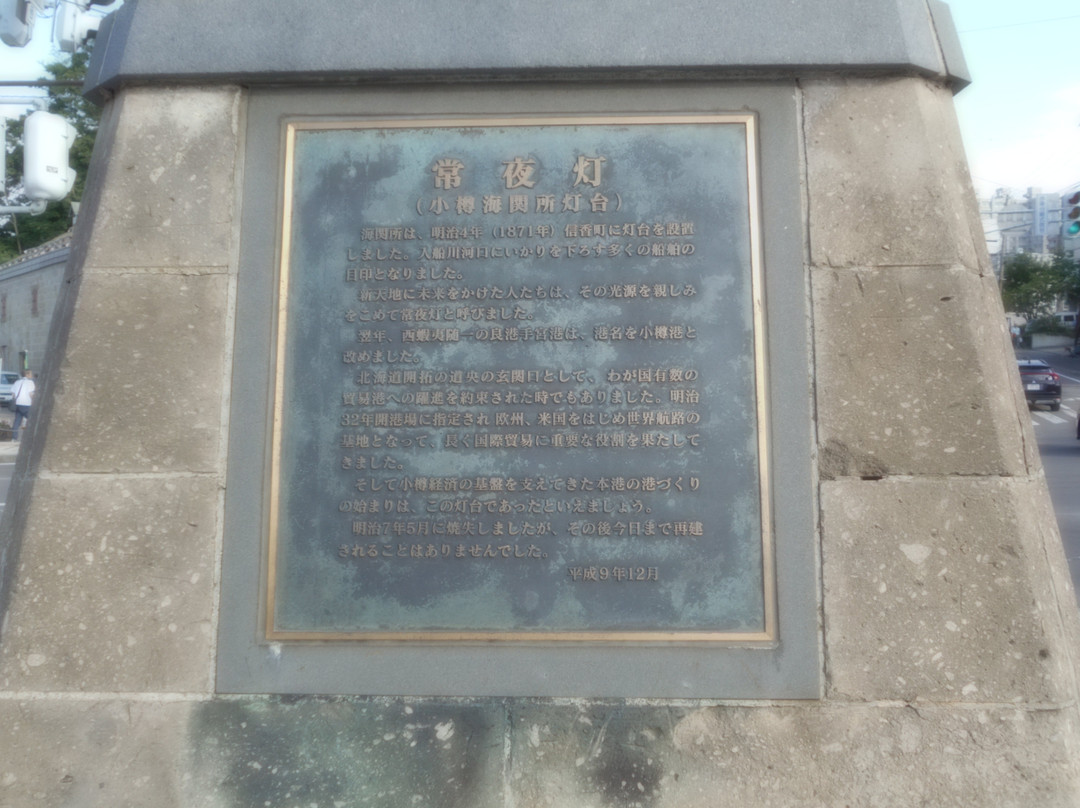 常夜灯
（小樽海関所灯台）
海関所は、明治4年（1871年）信香町に灯台を設置
しました。入船川河口にいかりを下ろす多くの船舶の
目印となりました。
新天地に未来をかけた人たちは、その光源を親しみ
をこめて常夜灯と呼びました。
翌年、西蝦夷随一の良港手宮港は、港名を小樽港と
改めました。
北海道開拓の道央の玄関口として、わが国有数の
貿易港への躍進を約束された時でもありました。明治
32年開港場に指定され欧州、米国をはじめ世界航路の
基地となって、長く国際貿易に重要な役割を果たして
きました。
そして小樽経済の基盤を支えてきた本港の港づくり
の始まりは、この灯台であったといえましょう。
明治7年5月に焼失しましたが、その後今日まで再建
されることはありませんでした。
平成9年12月